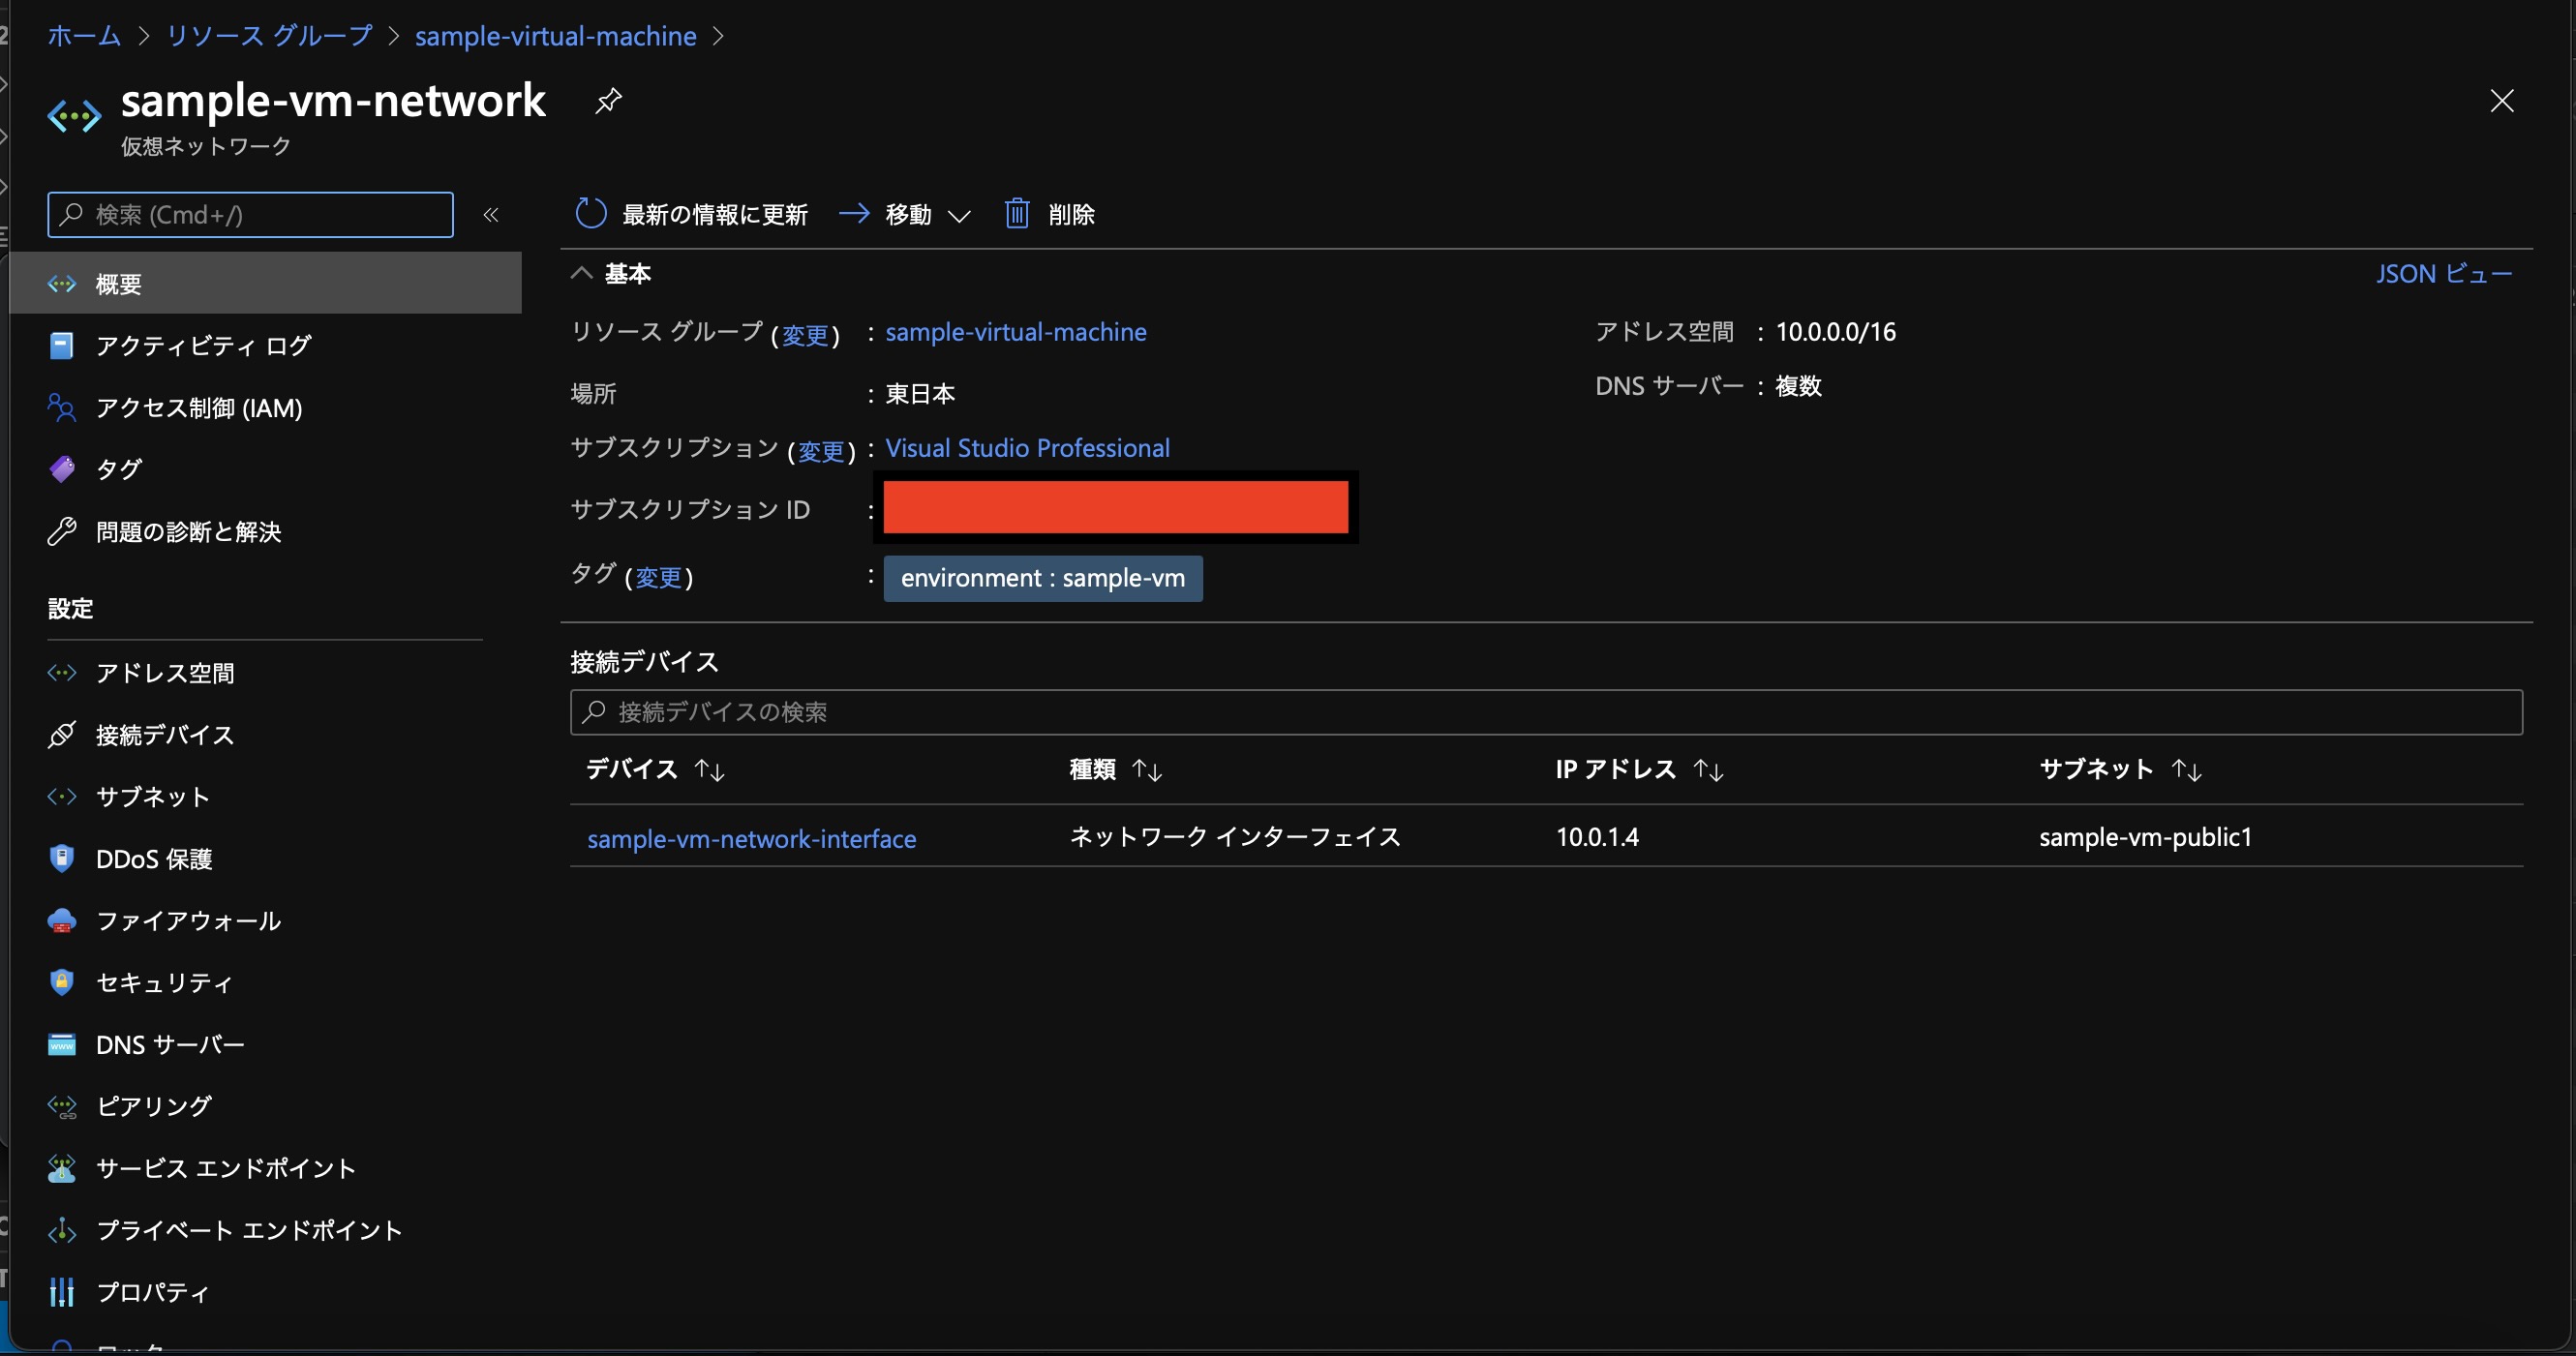 ホーム > リソース グループ > sample-virtual-machine >
sample-vm-network
仮想ネットワーク
検索 (Cmd+/)
«
最新の情報に更新
移動
削除
概要
アクティビティ ログ
アクセス制御 (IAM)
タグ
問題の診断と解決
設定
アドレス空間
接続デバイス
サブネット
DDoS 保護
ファイアウォール
セキュリティ
DNS サーバー
ピアリング
サービス エンドポイント
プライベート エンドポイント
プロパティ
基本
JSON ビュー
リソース グループ (変更) : sample-virtual-machine
場所 : 東日本
サブスクリプション (変更) : Visual Studio Professional
サブスクリプション ID :
タグ (変更) : environment : sample-vm
アドレス空間 : 10.0.0.0/16
DNS サーバー : 複数
接続デバイス
接続デバイスの検索
デバイス ↑↓ 種類 ↑↓ IP アドレス ↑↓ サブネット ↑↓
sample-vm-network-interface ネットワーク インターフェイス 10.0.1.4 sample-vm-public1